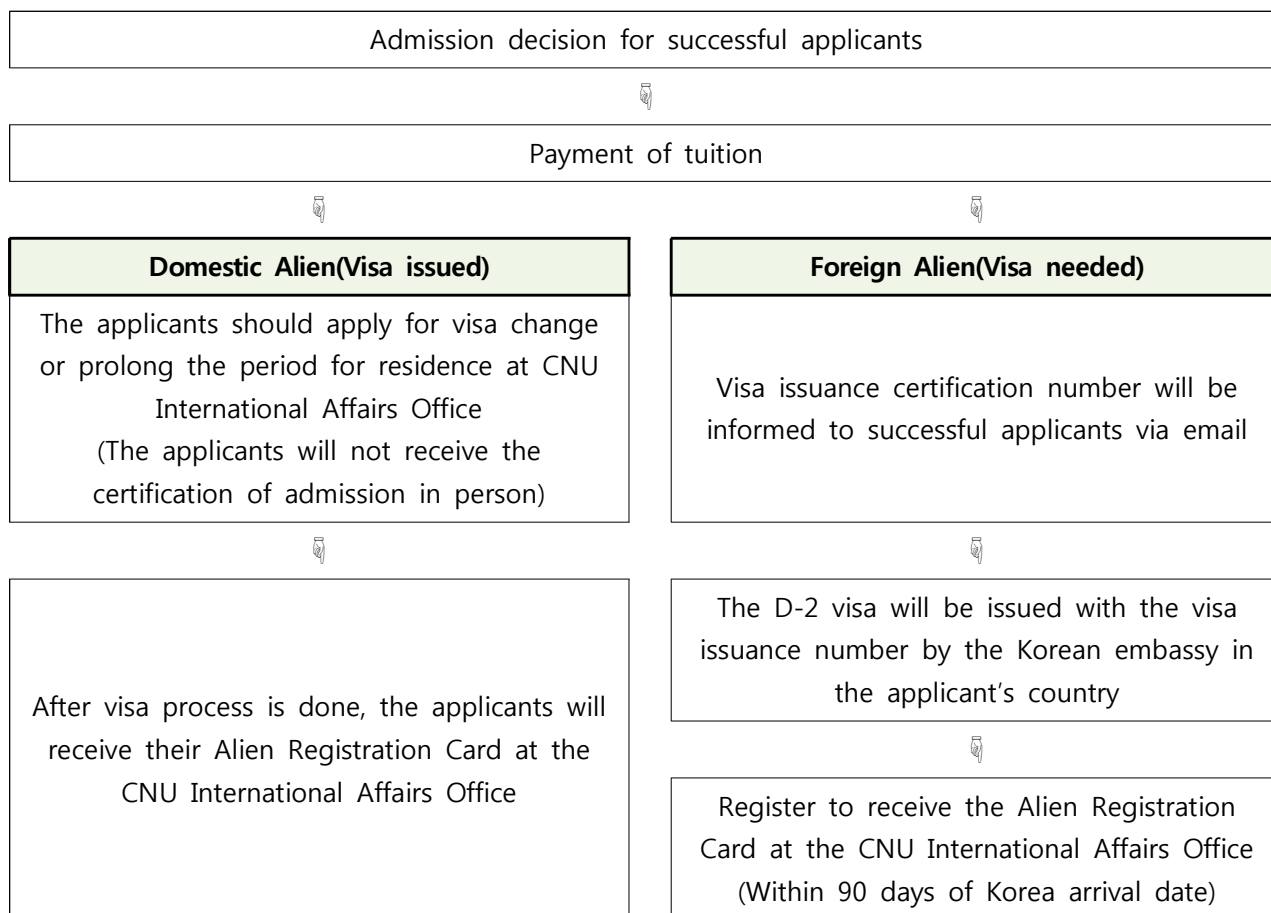 Admission decision for successful applicants
☟
Payment of tuition
☟
☟
Domestic Alien(Visa issued)
The applicants should apply for visa change
or prolong the period for residence at CNU
International Affairs Office
(The applicants will not receive the
certification of admission in person)
☟
After visa process is done, the applicants will
receive their Alien Registration Card at the
CNU International Affairs Office
Foreign Alien(Visa needed)
Visa issuance certification number will be
informed to successful applicants via email
☟
The D-2 visa will be issued with the visa
issuance number by the Korean embassy in
the applicant's country
☟
Register to receive the Alien Registration
Card at the CNU International Affairs Office
(Within 90 days of Korea arrival date)